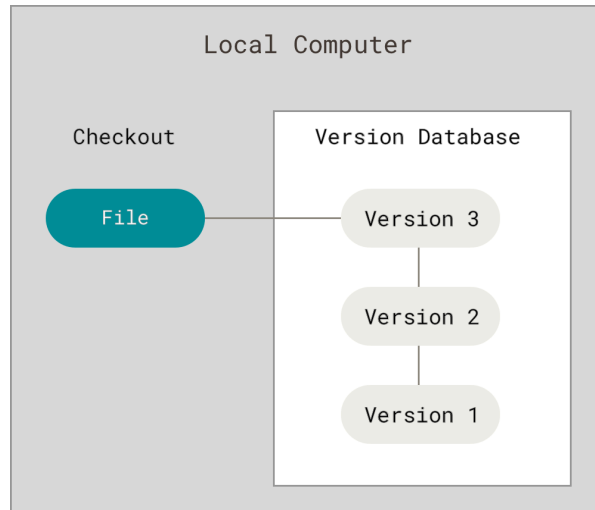 Local Computer
Checkout
Version Database
File
Version 3
Version 2
Version 1